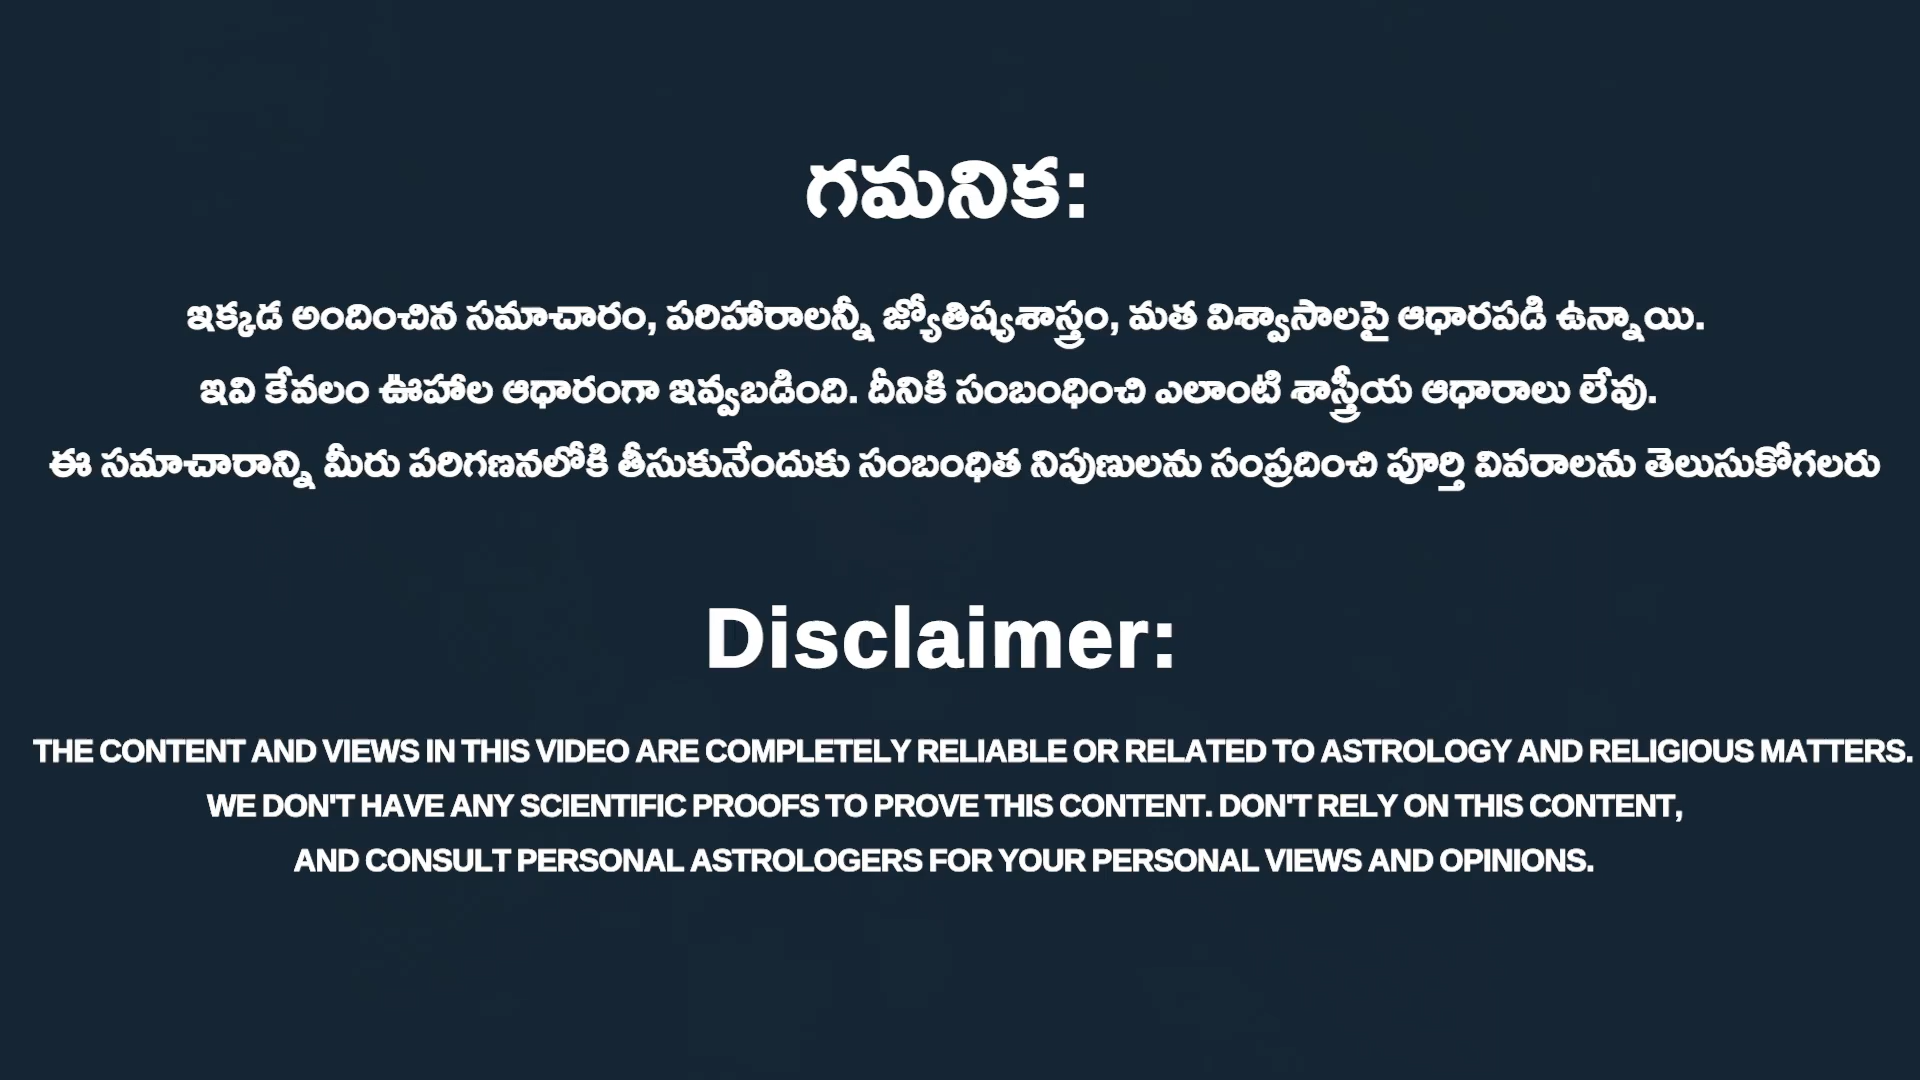 గమనిక:
ఇక్కడ అందించిన సమాచారం, పరిహారాలన్నీ జ్యోతిష్యశాస్త్రం, మత విశ్వాసాలపై ఆధారపడి ఉన్నాయి.
ఇవి కేవలం ఊహాల ఆధారంగా ఇవ్వబడింది. దీనికి సంబంధించి ఎలాంటి శాస్త్రీయ ఆధారాలు లేవు.
ఈ సమాచారాన్ని మీరు పరిగణనలోకి తీసుకునేందుకు సంబంధిత నిపుణులను సంప్రదించి పూర్తి వివరాలను తెలుసుకోగలరు
Disclaimer:
THE CONTENT AND VIEWS IN THIS VIDEO ARE COMPLETELY RELIABLE OR RELATED TO ASTROLOGY AND RELIGIOUS MATTERS.
WE DON'T HAVE ANY SCIENTIFIC PROOFS TO PROVE THIS CONTENT. DON'T RELY ON THIS CONTENT,
AND CONSULT PERSONAL ASTROLOGERS FOR YOUR PERSONAL VIEWS AND OPINIONS.